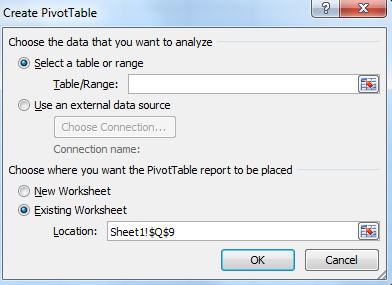 Create PivotTable
Choose the data that you want to analyze
Select a table or range
Table/Range:
Use an external data source
Choose Connection...
Connection name:
Choose where you want the PivotTable report to be placed
New Worksheet
Existing Worksheet
Location: Sheet1!$Q$9
OK Cancel